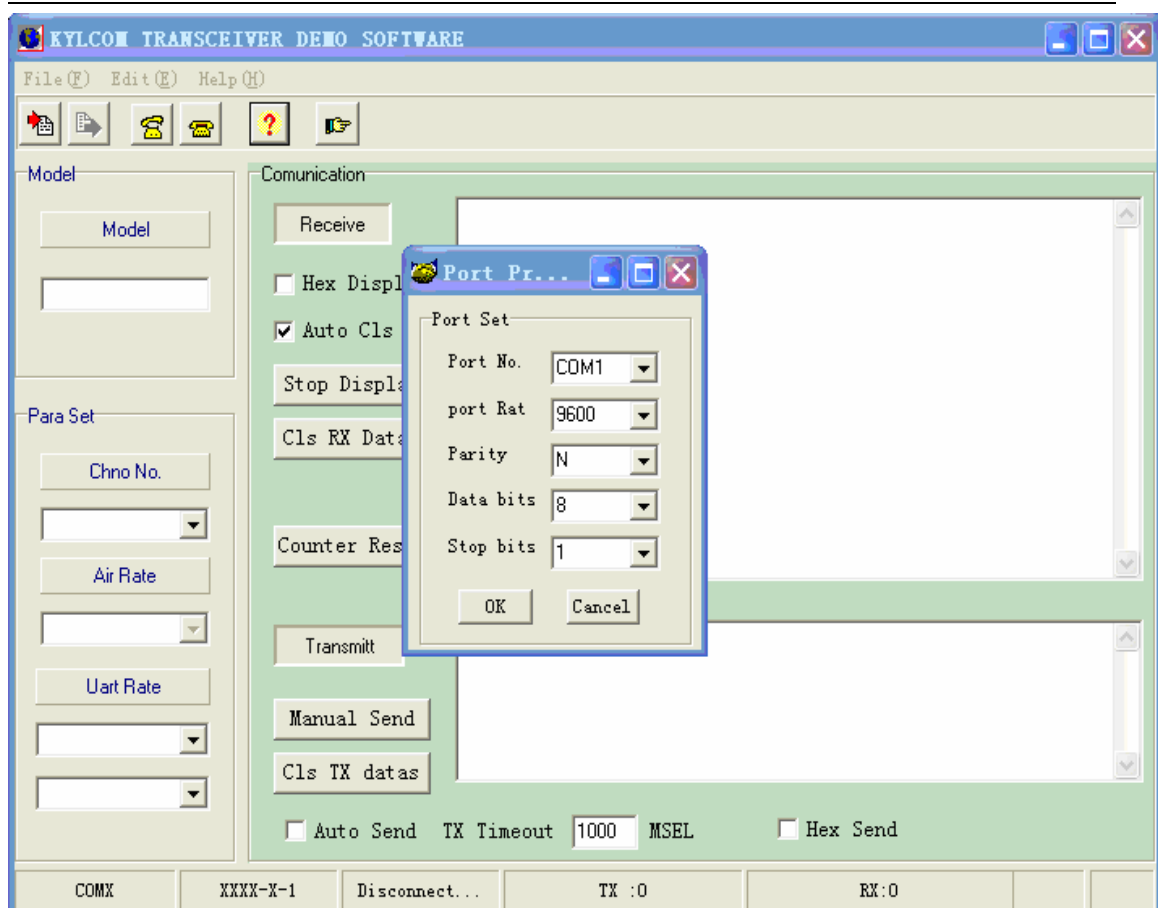 KYLCOM TRANSCEIVER DEMO SOFTWARE
File(F) Edit(E) Help(H)
?
Model
Model
Para Set
Chno No.
Air Rate
Uart Rate
Comunication
Receive
Hex Displ
Auto Cls
Stop Displa
Cls RX Data
Counter Res
Port Pr...
Port Set
Port No. COM1
port Rat 9600
Parity N
Data bits 8
Stop bits 1
OK Cancel
Transmitt
Manual Send
Cls TX datas
Auto Send TX Timeout 1000 MSEL Hex Send
COMX XXXX-X-1 Disconnect... TX :0 RX:0